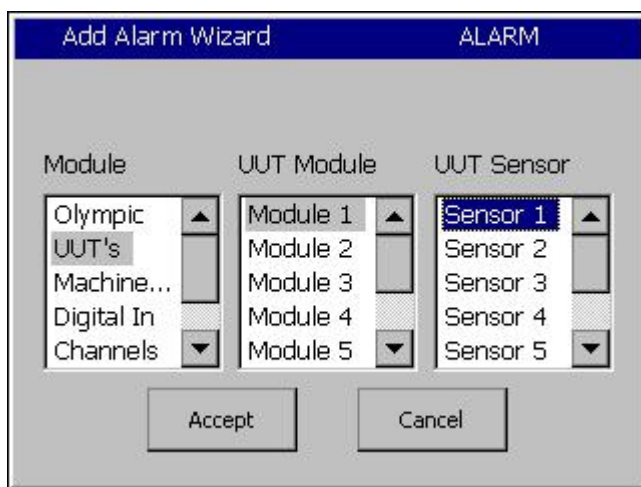 Add Alarm Wizard ALARM
Module UUT Module UUT Sensor
Olympic Module 1 Sensor 1
UUT's Module 2 Sensor 2
Machine... Module 3 Sensor 3
Digital In Module 4 Sensor 4
Channels Module 5 Sensor 5
Accept Cancel